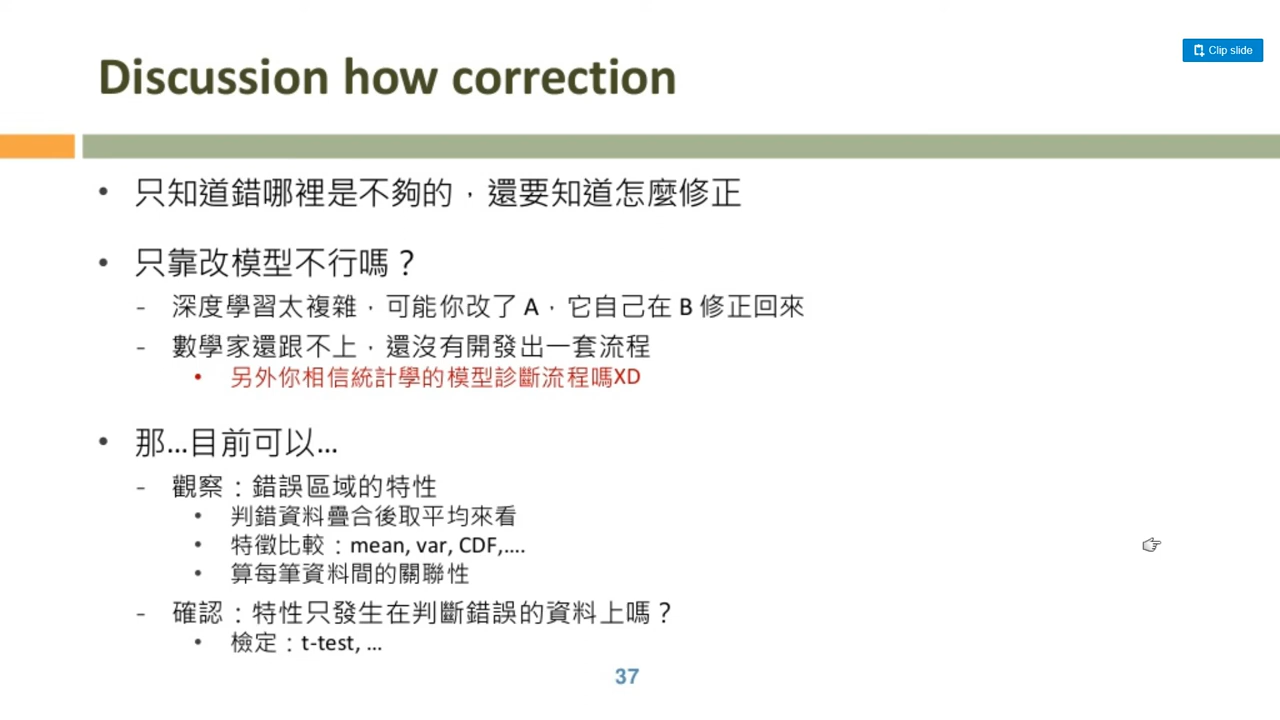 Clip slide
Discussion how correction
• 只知道錯哪裡是不夠的，還要知道怎麼修正
• 只靠改模型不行嗎？
- 深度學習太複雜，可能你改了 A，它自己在 B 修正回來
- 數學家還跟不上，還沒有開發出一套流程
• 另外你相信統計學的模型診斷流程嗎XD
• 那…目前可以…
- 觀察：錯誤區域的特性
• 判錯資料疊合後取平均來看
• 特徵比較：mean, var, CDF,….
• 算每筆資料間的關聯性
- 確認：特性只發生在判斷錯誤的資料上嗎？
• 檢定：t-test, …
37